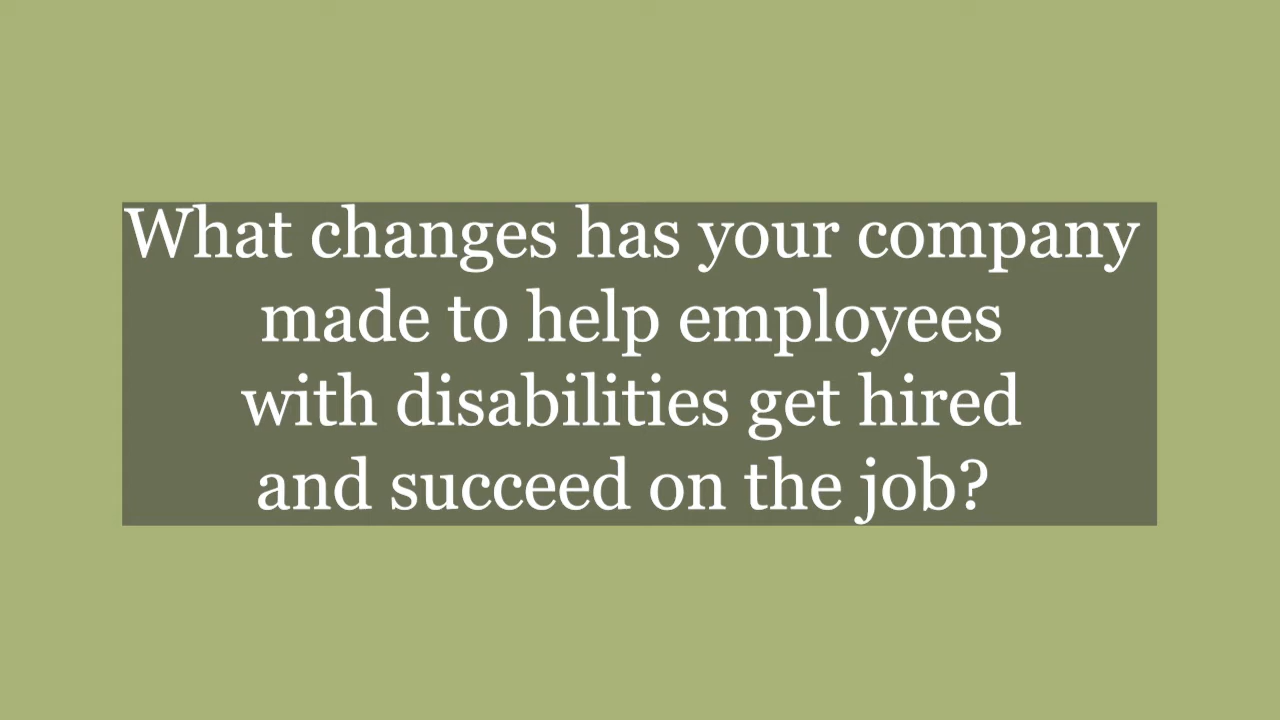 What changes has your company
made to help employees
with disabilities get hired
and succeed on the job?